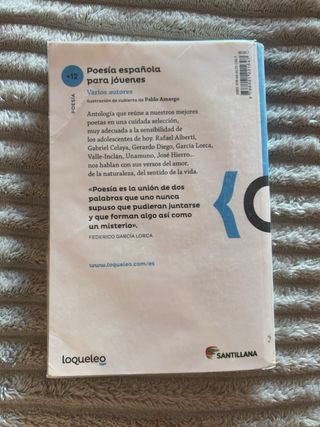 +12
POESÍA
Poesía española
para jóvenes
Varios autores
Ilustración de cubierta de Pablo Amargo
Antología que reúne a nuestros mejores
poetas en una cuidada selección,
muy adecuada a la sensibilidad de
los adolescentes de hoy. Rafael Alberti,
Gabriel Celaya, Gerardo Diego, García Lorca,
Valle-Inclán, Unamuno, José Hierro...
nos hablan con sus versos del amor,
de la naturaleza, del sentido de la vida.
«Poesía es la unión de dos
palabras que uno nunca
supuso que pudieran juntarse
y que forman algo así como
un misterio».
FEDERICO GARCÍA LORCA
www.loqueleo.com/es
loqueleo
SANTILLANA